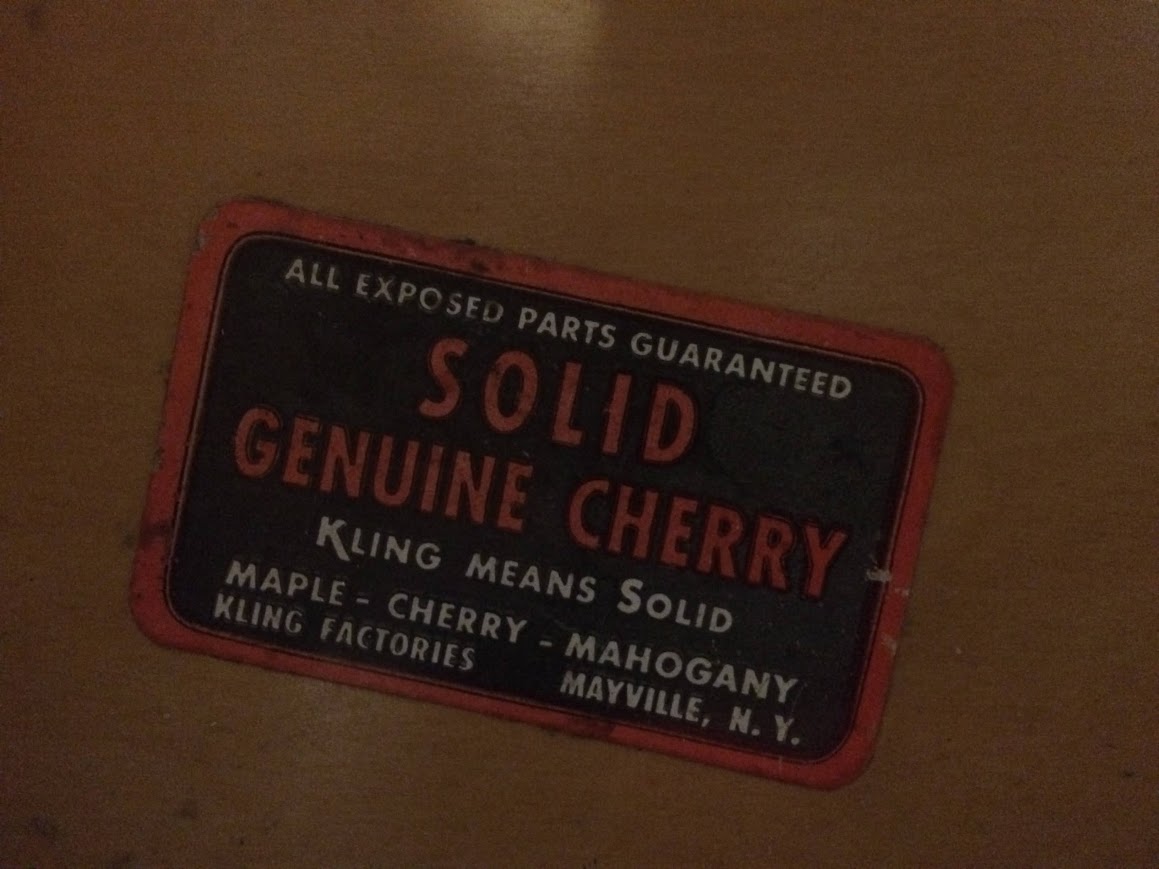 ALL EXPOSED PARTS GUARANTEED
SOLID
GENUINE CHERRY
KLING MEANS SOLID
MAPLE - CHERRY - MAHOGANY
KLING FACTORIES MAYVILLE, N. Y.